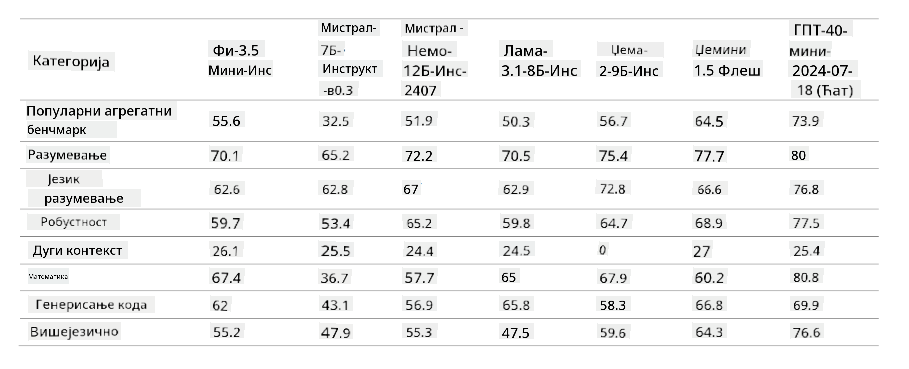 Категорија Фи-3.5 Мини-Инс Мистрал-7Б-Инструкт-в0.3 Мистрал - Немо-12Б-Инс-2407 Лама-3.1-8Б-Инс Џема-2-9Б-Инс Џемини 1.5 Флеш ГПТ-40-мини-2024-07-18 (Ћат)
Популарни агрегатни бенчмарк 55.6 32.5 51.9 50.3 56.7 64.5 73.9
Разумевање 70.1 65.2 72.2 70.5 75.4 77.7 80
Језик разумевање 62.6 62.8 67 62.9 72.8 66.6 76.8
Робустност 59.7 53.4 65.2 59.8 64.7 68.9 77.5
Дуги контекст 26.1 25.5 24.4 24.5 0 27 25.4
Математика 67.4 36.7 57.7 65 67.9 60.2 80.8
Генерисање кода 62 43.1 56.9 65.8 58.3 66.8 69.9
Вишејезично 55.2 47.9 55.3 47.5 59.6 64.3 76.6